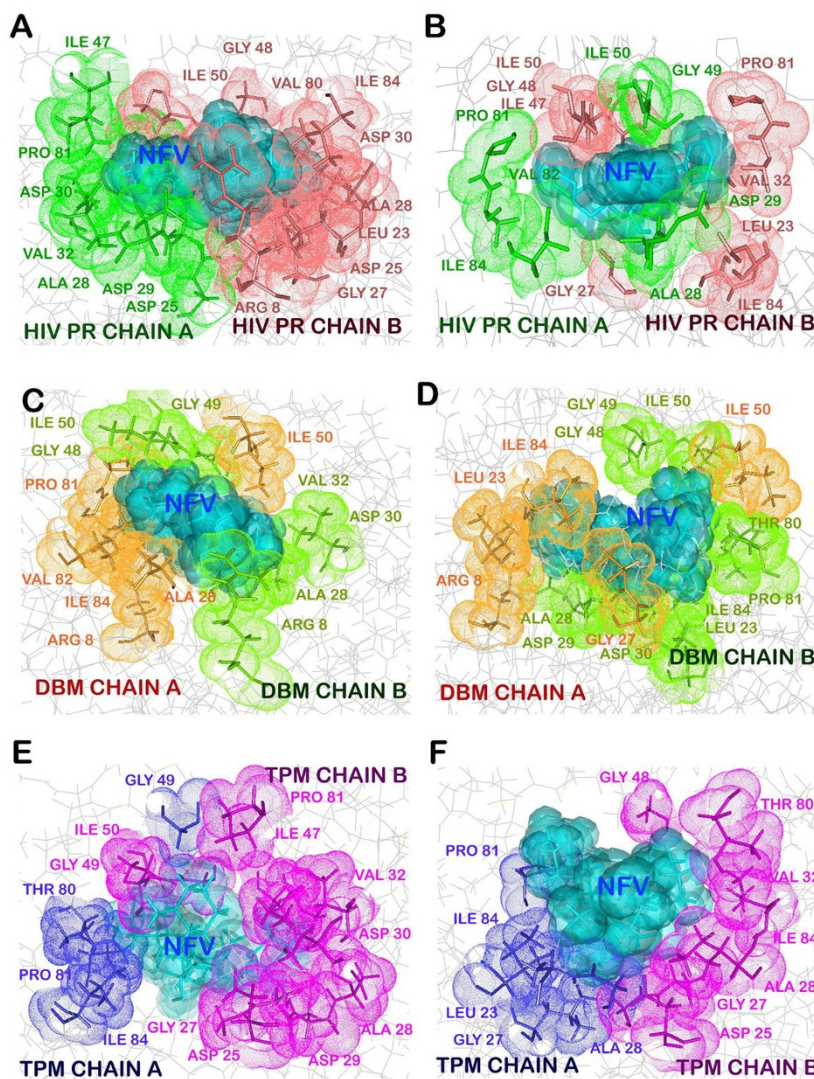 A
ILE 47
GLY 48
ILE 50
VAL 80
ILE 84
ASP 30
PRO 81
NFV
ASP 30
ALA 28
VAL 32
LEU 23
ALA 28
ASP 29
ASP 25
ASP 25
GLY 27
ARG 8
HIV PR CHAIN A
HIV PR CHAIN B
B
ILE 50
ILE 50
GLY 49
PRO 81
GLY 48
ILE 47
PRO 81
NFV
VAL 82
VAL 32
ASP 29
LEU 23
ILE 84
GLY 27
ALA 28
ILE 84
HIV PR CHAIN A
HIV PR CHAIN B
C
GLY 49
ILE 50
ILE 50
GLY 48
PRO 81
NFV
VAL 32
ASP 30
VAL 82
ILE 84
ALA 28
ALA 28
ARG 8
ARG 8
DBM CHAIN A
DBM CHAIN B
D
GLY 49
ILE 50
ILE 50
GLY 48
ILE 84
LEU 23
NFV
THR 80
ARG 8
PRO 81
ALA 28
ILE 84
ASP 29
GLY 27
LEU 23
ASP 30
DBM CHAIN B
DBM CHAIN A
E
TPM CHAIN B
GLY 49
PRO 81
ILE 50
ILE 47
GLY 49
VAL 32
THR 80
NFV
ASP 30
PRO 81
GLY 27
ALA 28
ILE 84
ASP 25
ASP 29
TPM CHAIN A
F
GLY 48
THR 80
PRO 81
NFV
VAL 32
ILE 84
ILE 84
ALA 28
LEU 23
GLY 27
GLY 27
ALA 28
ASP 25
TPM CHAIN A
TPM CHAIN B